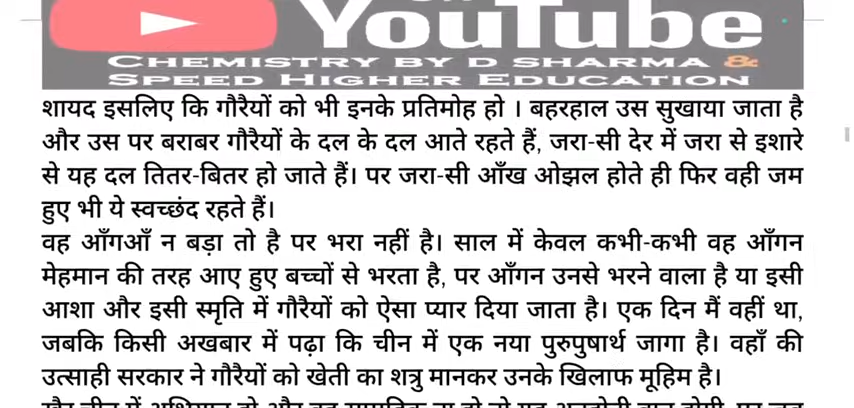 YouTube
CHEMISTRY BY D SHARMA &
SPEED HIGHER EDUCATION
शायद इसलिए कि गौरैयों को भी इनके प्रतिमोह हो । बहरहाल उस सुखाया जाता है
और उस पर बराबर गौरैयों के दल के दल आते रहते हैं, जरा-सी देर में जरा से इशारे
से यह दल तितर-बितर हो जाते हैं। पर जरा-सी आँख ओझल होते ही फिर वही जम
हुए भी ये स्वच्छंद रहते हैं।
वह आँगआँ न बड़ा तो है पर भरा नहीं है। साल में केवल कभी-कभी वह आँगन
मेहमान की तरह आए हुए बच्चों से भरता है, पर आँगन उनसे भरने वाला है या इसी
आशा और इसी स्मृति में गौरैयों को ऐसा प्यार दिया जाता है। एक दिन मैं वहीं था,
जबकि किसी अखबार में पढ़ा कि चीन में एक नया पुरुपुषार्थ जागा है। वहाँ की
उत्साही सरकार ने गौरैयों को खेती का शत्रु मानकर उनके खिलाफ मूहिम है।